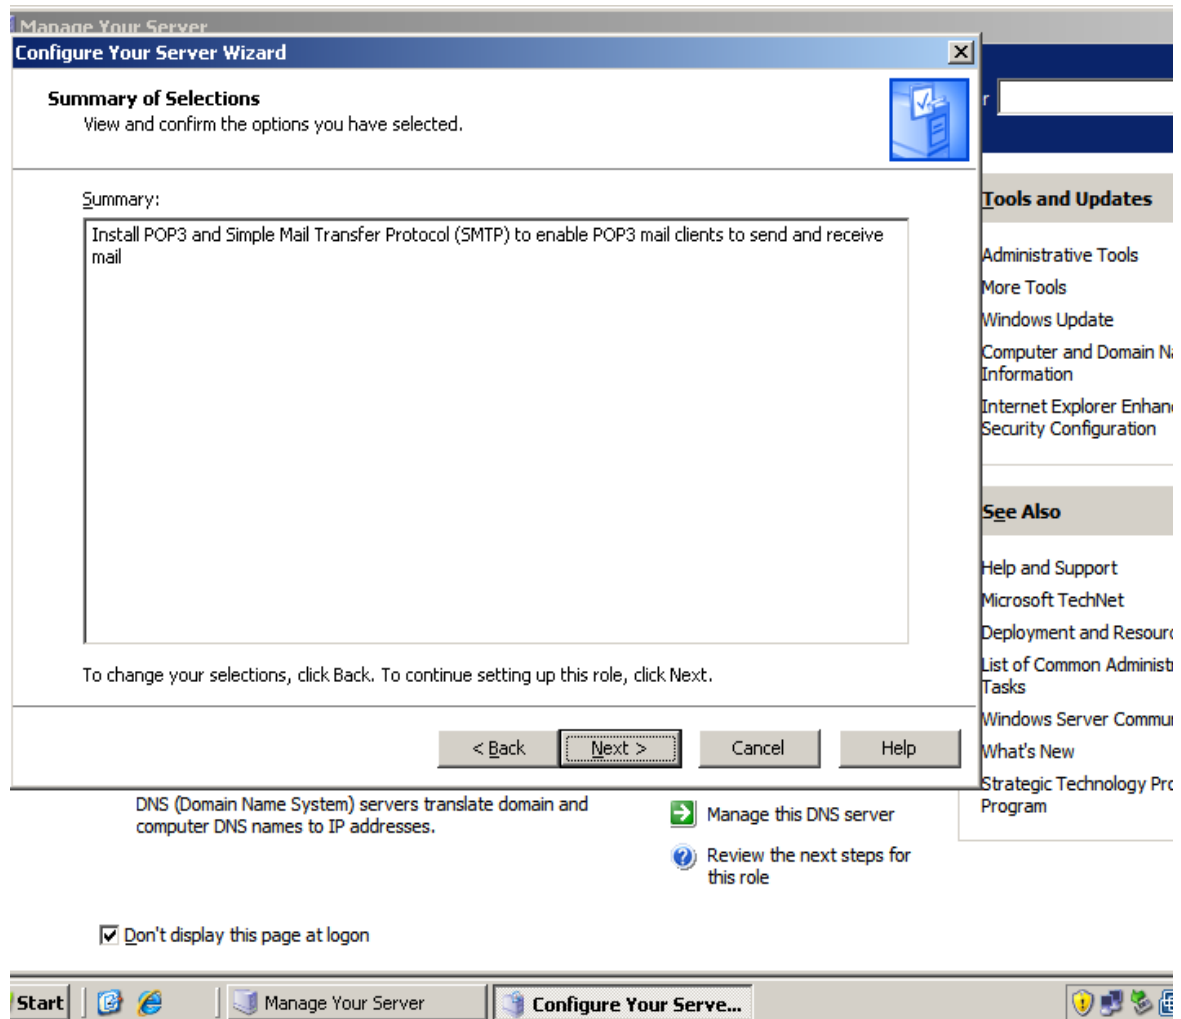 Manage Your Server
Configure Your Server Wizard
Summary of Selections
View and confirm the options you have selected.
r
Summary:
Install POP3 and Simple Mail Transfer Protocol (SMTP) to enable POP3 mail clients to send and receive
mail
To change your selections, click Back. To continue setting up this role, click Next.
< Back
Next >
Cancel
Help
Tools and Updates
Administrative Tools
More Tools
Windows Update
Computer and Domain Na
Information
Internet Explorer Enhan
Security Configuration
See Also
Help and Support
Microsoft TechNet
Deployment and Resour
List of Common Administ
Tasks
Windows Server Commu
What's New
Strategic Technology Pro
Program
DNS (Domain Name System) servers translate domain and
computer DNS names to IP addresses.
Manage this DNS server
Review the next steps for
this role
Don't display this page at logon
Start
Manage Your Server
Configure Your Serve...